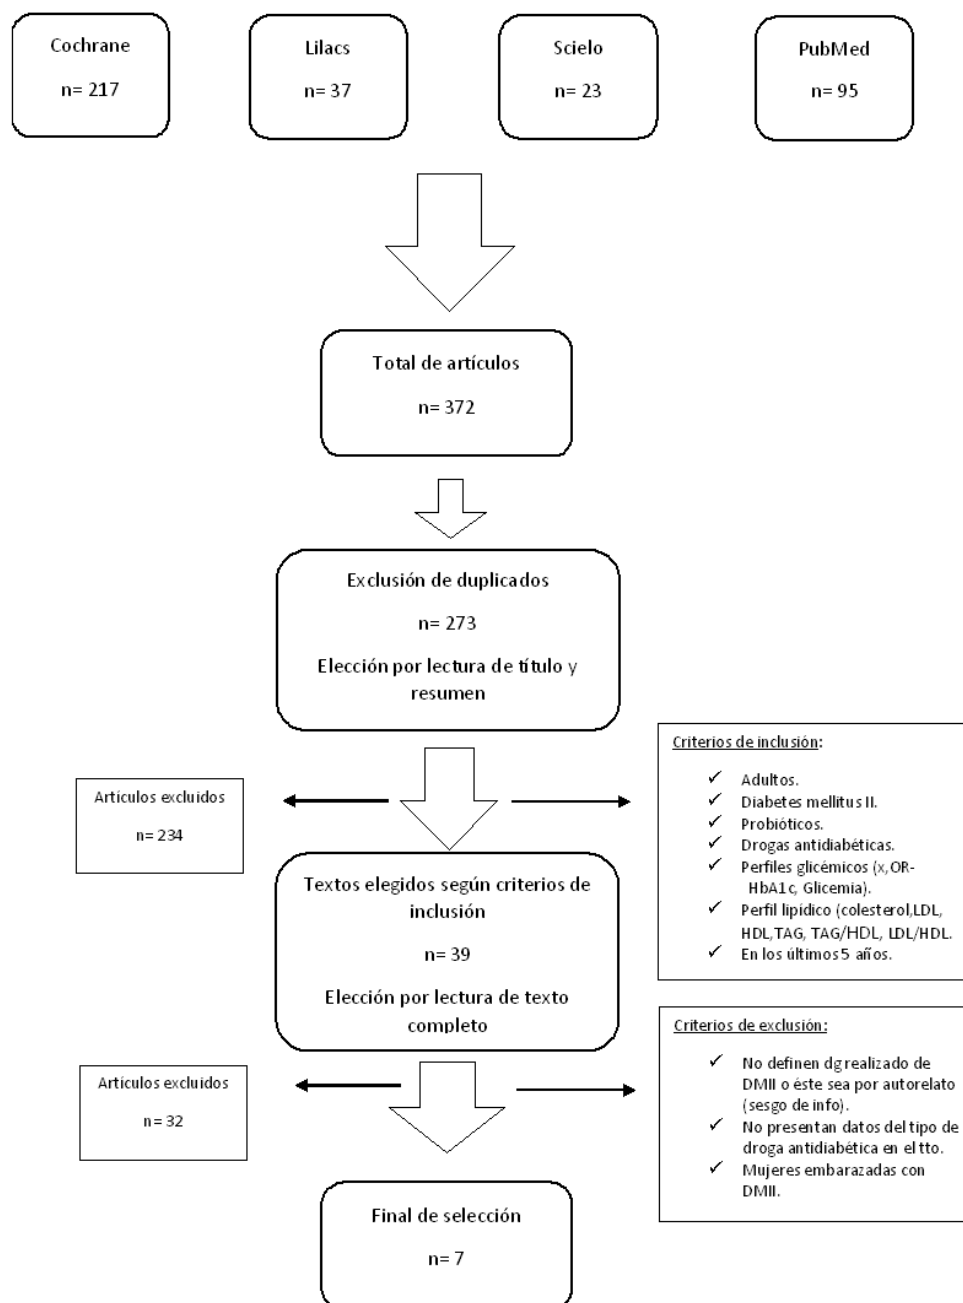 Cochrane
n= 217
Lilacs
n= 37
Scielo
n= 23
PubMed
n= 95
Total de artículos
n= 372
Exclusión de duplicados
n= 273
Elección por lectura de título y
resumen
Artículos excluidos
n= 234
Criterios de inclusión:
✓ Adultos.
✓ Diabetes mellitus II.
✓ Probióticos.
✓ Drogas antidiabéticas.
✓ Perfiles glicémicos (x,OR-
HbA1c, Glicemia).
✓ Perfil lipídico (colesterol,LDL,
HDL,TAG, TAG/HDL, LDL/HDL.
✓ En los últimos 5 años.
Textos elegidos según criterios de
inclusión
n= 39
Elección por lectura de texto
completo
Artículos excluidos
n= 32
Criterios de exclusión:
✓ No definen dg realizado de
DMII o éste sea por autorelato
(sesgo de info).
✓ No presentan datos del tipo de
droga antidiabética en el tto.
✓ Mujeres embarazadas con
DMII.
Final de selección
n= 7